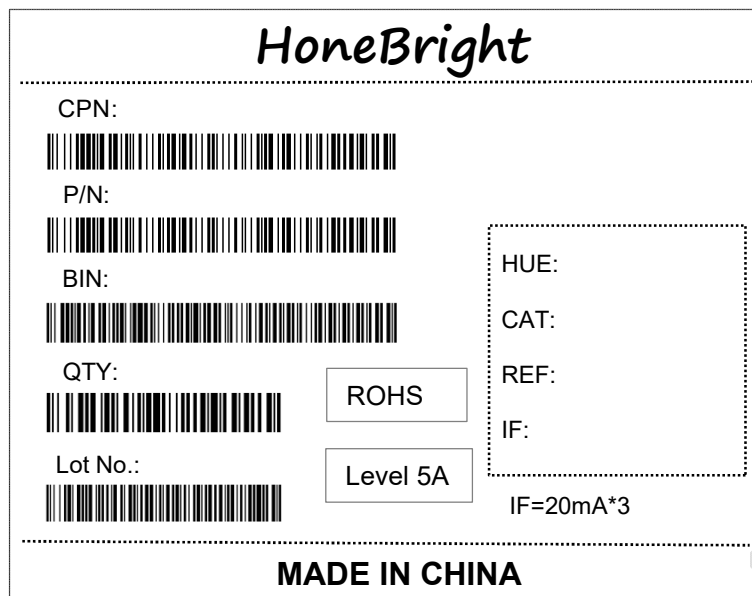 HoneBright
CPN:
P/N:
BIN:
QTY:
Lot No.:
ROHS
Level 5A
HUE:
CAT:
REF:
IF:
IF=20mA*3
MADE IN CHINA